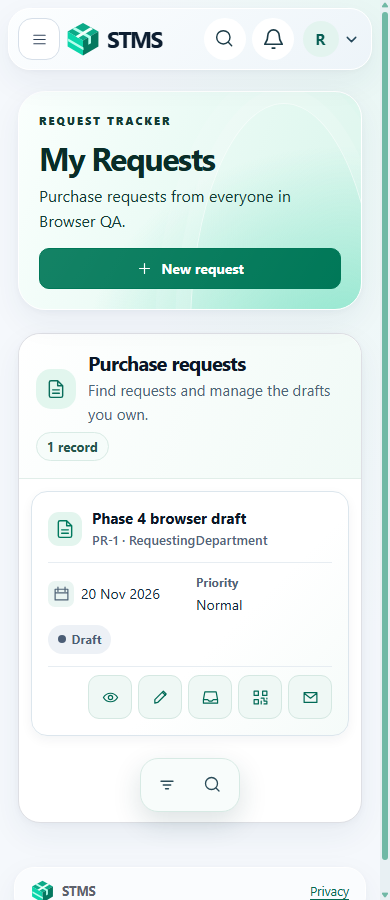 STMS
R
REQUEST TRACKER
My Requests
Purchase requests from everyone in
Browser QA.
New request
Purchase requests
Find requests and manage the drafts
you own.
1 record
Phase 4 browser draft
PR-1 · RequestingDepartment
20 Nov 2026
Priority
Normal
Draft
STMS
Privacy